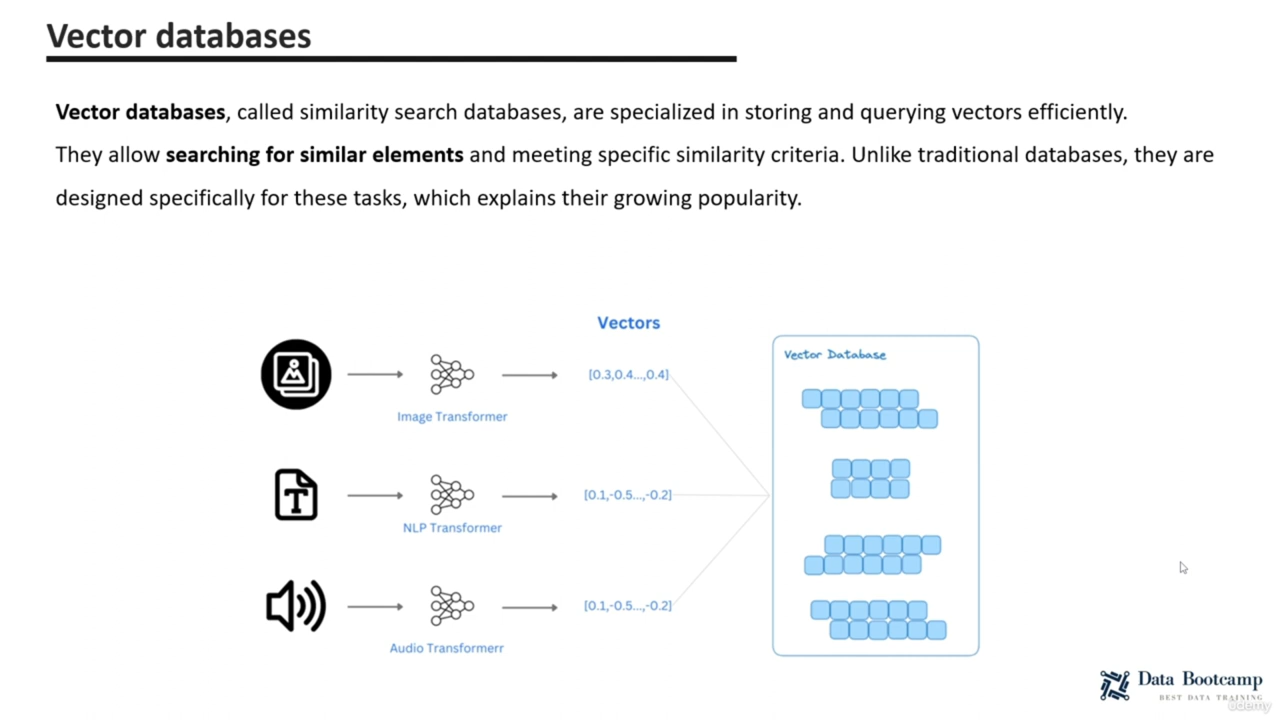 Vector databases
Vector databases, called similarity search databases, are specialized in storing and querying vectors efficiently.
They allow searching for similar elements and meeting specific similarity criteria. Unlike traditional databases, they are
designed specifically for these tasks, which explains their growing popularity.
Vectors
Vector Database
[0.3,0.4...,0.4]
Image Transformer
T
[0.1,-0.5...,-0.2]
NLP Transformer
[0.1,-0.5...,-0.2]
Audio Transformerr
Data Bootcamp
BEST DATA TRAINING
udemy